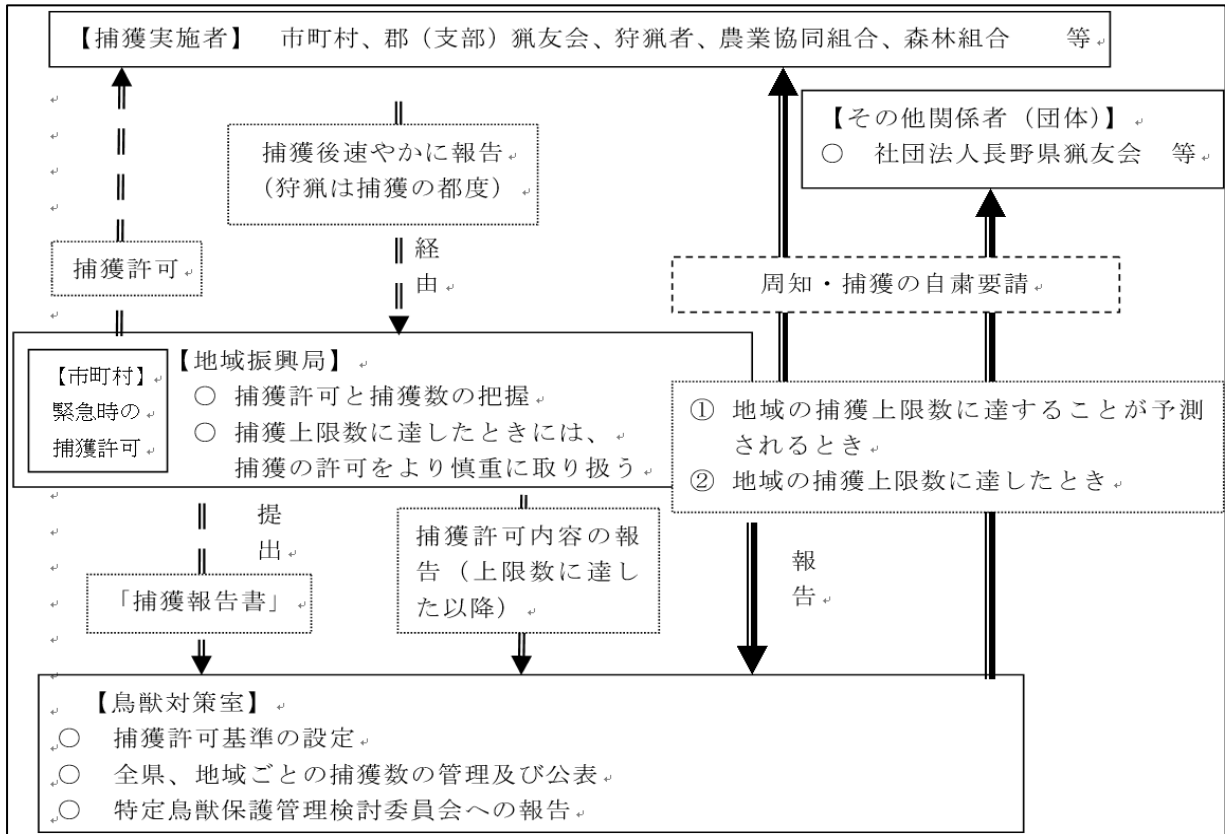 【捕獲実施者】　市町村、郡（支部）猟友会、狩猟者、農業協同組合、森林組合　　等
【その他関係者（団体）】
○　社団法人長野県猟友会　等
捕獲後速やかに報告
（狩猟は捕獲の都度）
経
由
捕獲許可
周知・捕獲の自粛要請
【市町村】
緊急時の
捕獲許可
【地域振興局】
○ 捕獲許可と捕獲数の把握
○ 捕獲上限数に達したときには、
捕獲の許可をより慎重に取り扱う
① 地域の捕獲上限数に達することが予測
されるとき
② 地域の捕獲上限数に達したとき
提
出
「捕獲報告書」
捕獲許可内容の報
告（上限数に達し
た以降）
報
告
【鳥獣対策室】
○　捕獲許可基準の設定
○　全県、地域ごとの捕獲数の管理及び公表
○　特定鳥獣保護管理検討委員会への報告